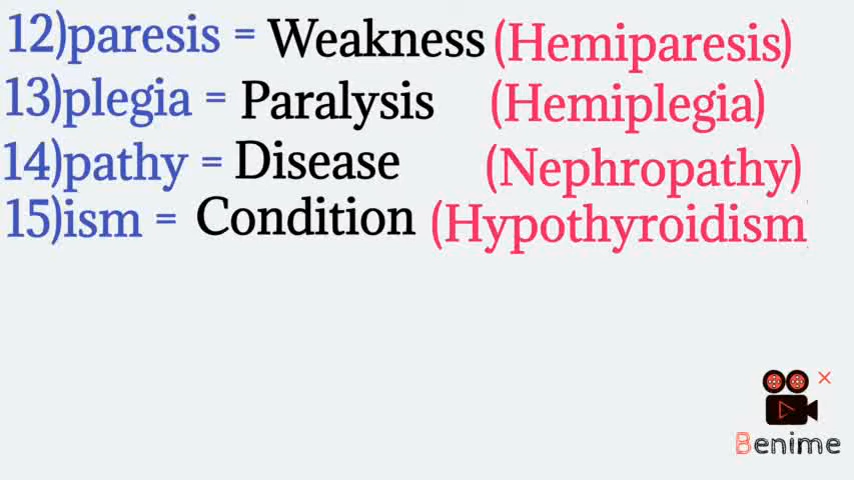 12)paresis = Weakness (Hemiparesis)
13)plegia = Paralysis (Hemiplegia)
14)pathy = Disease (Nephropathy)
15)ism = Condition (Hypothyroidism
Benime